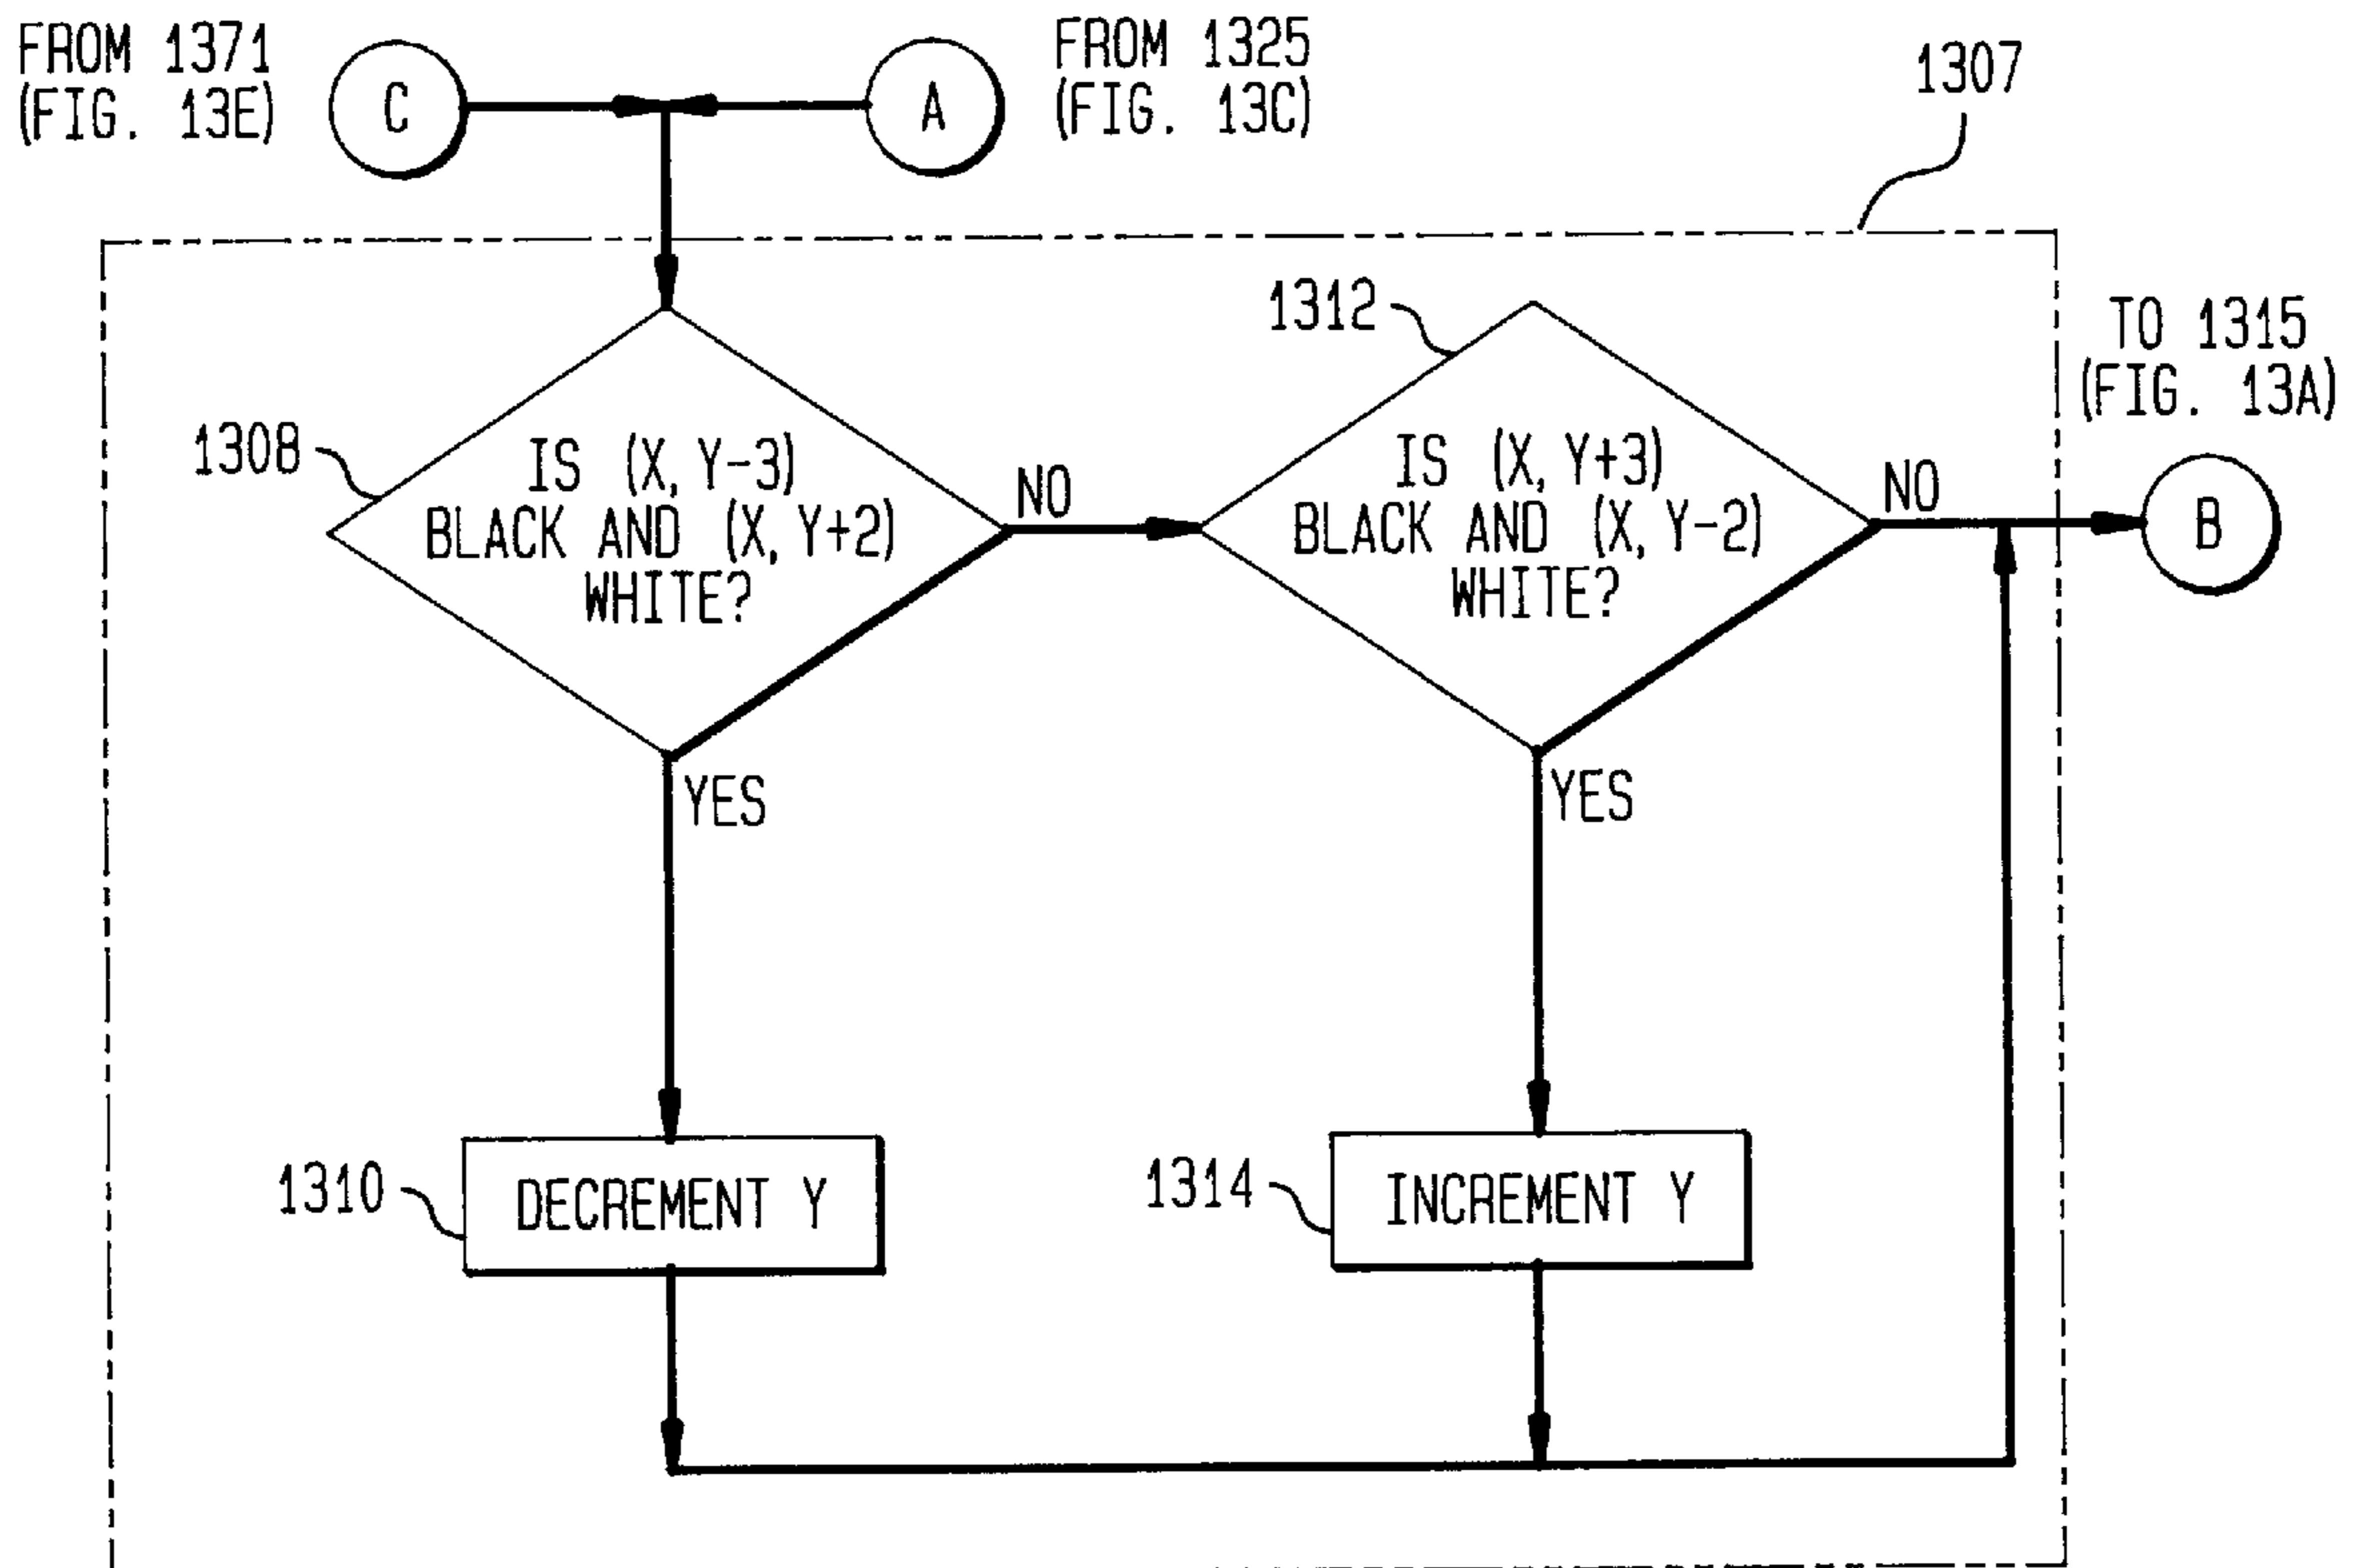 FROM 1371
(FIG. 13E)
C
A
FROM 1325
(FIG. 13C)
1307
1308
IS (X, Y-3)
BLACK AND (X, Y+2)
WHITE?
NO
YES
1312
IS (X, Y+3)
BLACK AND (X, Y-2)
WHITE?
NO
YES
TO 1315
(FIG. 13A)
B
1310
DECREMENT Y
1314
INCREMENT Y